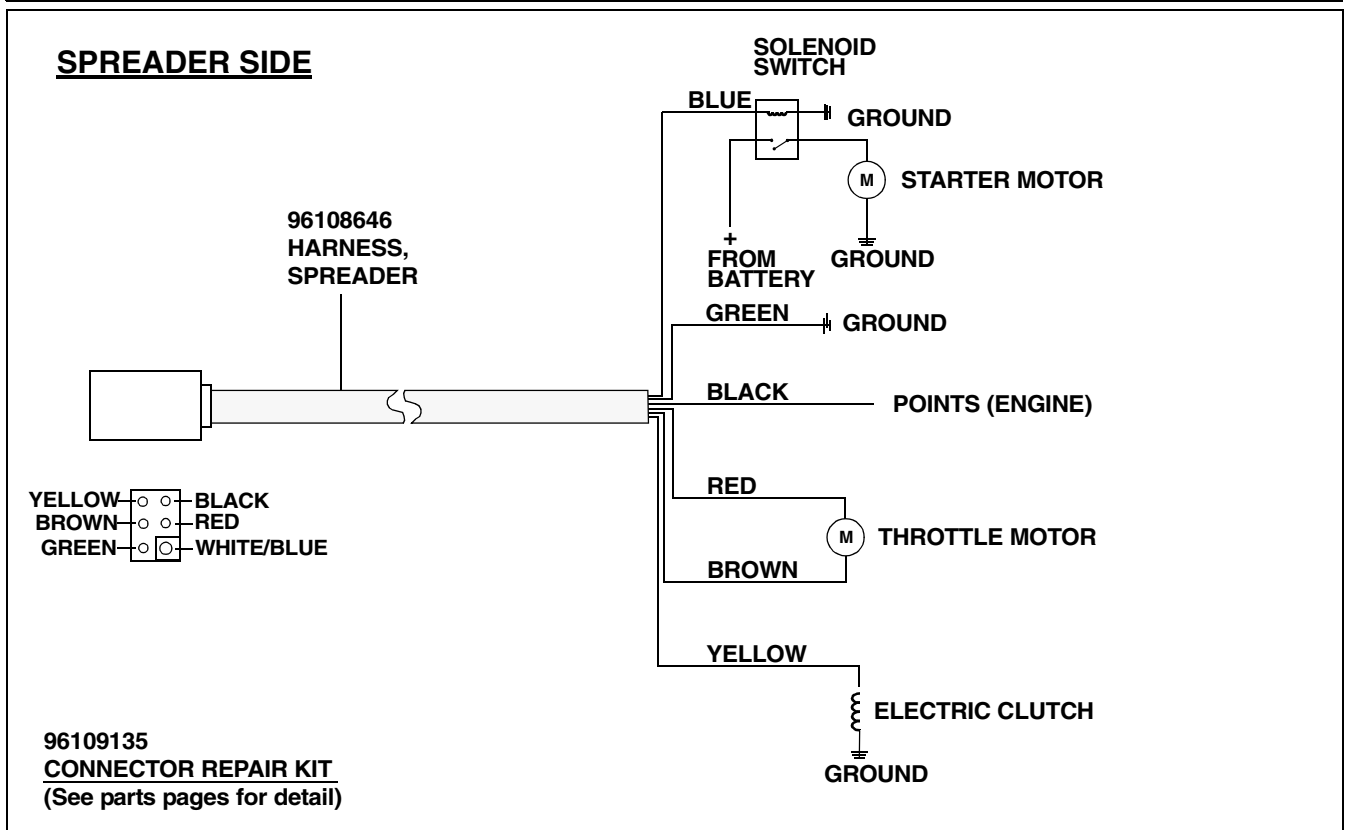 SPREADER SIDE
SOLENOID
SWITCH
BLUE
GROUND
M
STARTER MOTOR
96108646
HARNESS,
SPREADER
+
FROM
BATTERY
GROUND
GREEN
GROUND
BLACK
POINTS (ENGINE)
YELLOW
BLACK
BROWN
RED
GREEN
WHITE/BLUE
RED
M
THROTTLE MOTOR
BROWN
YELLOW
ELECTRIC CLUTCH
GROUND
96109135
CONNECTOR REPAIR KIT
(See parts pages for detail)